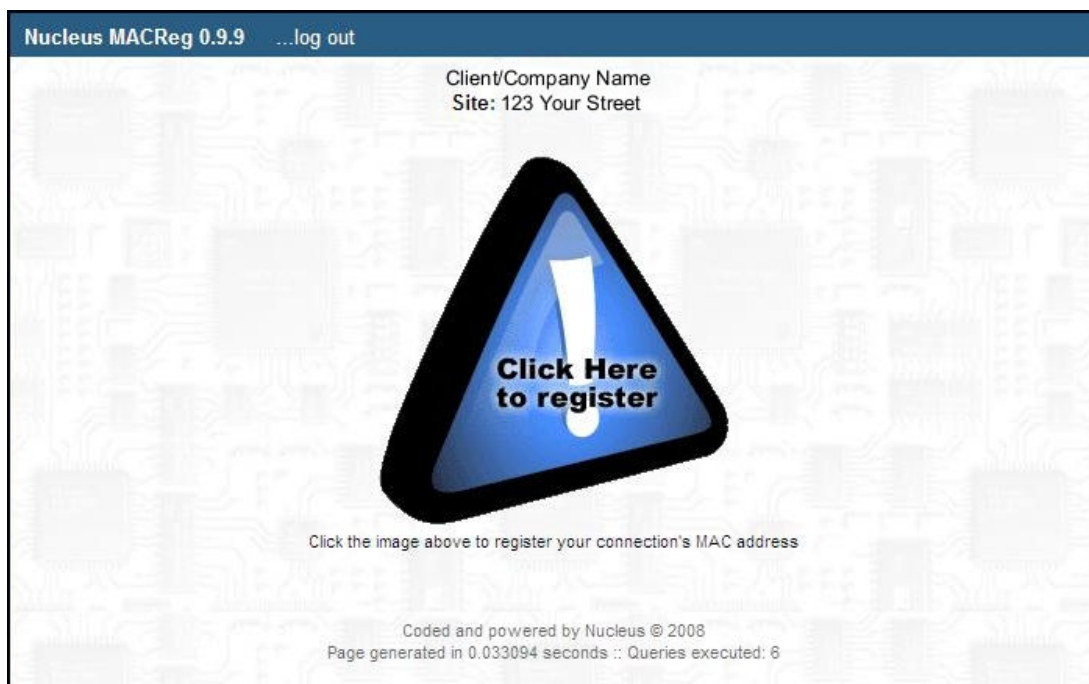 Nucleus MACReg 0.9.9 ...log out
Client/Company Name
Site: 123 Your Street
Click Here
to register
Click the image above to register your connection's MAC address
Coded and powered by Nucleus © 2008
Page generated in 0.033094 seconds :: Queries executed: 6